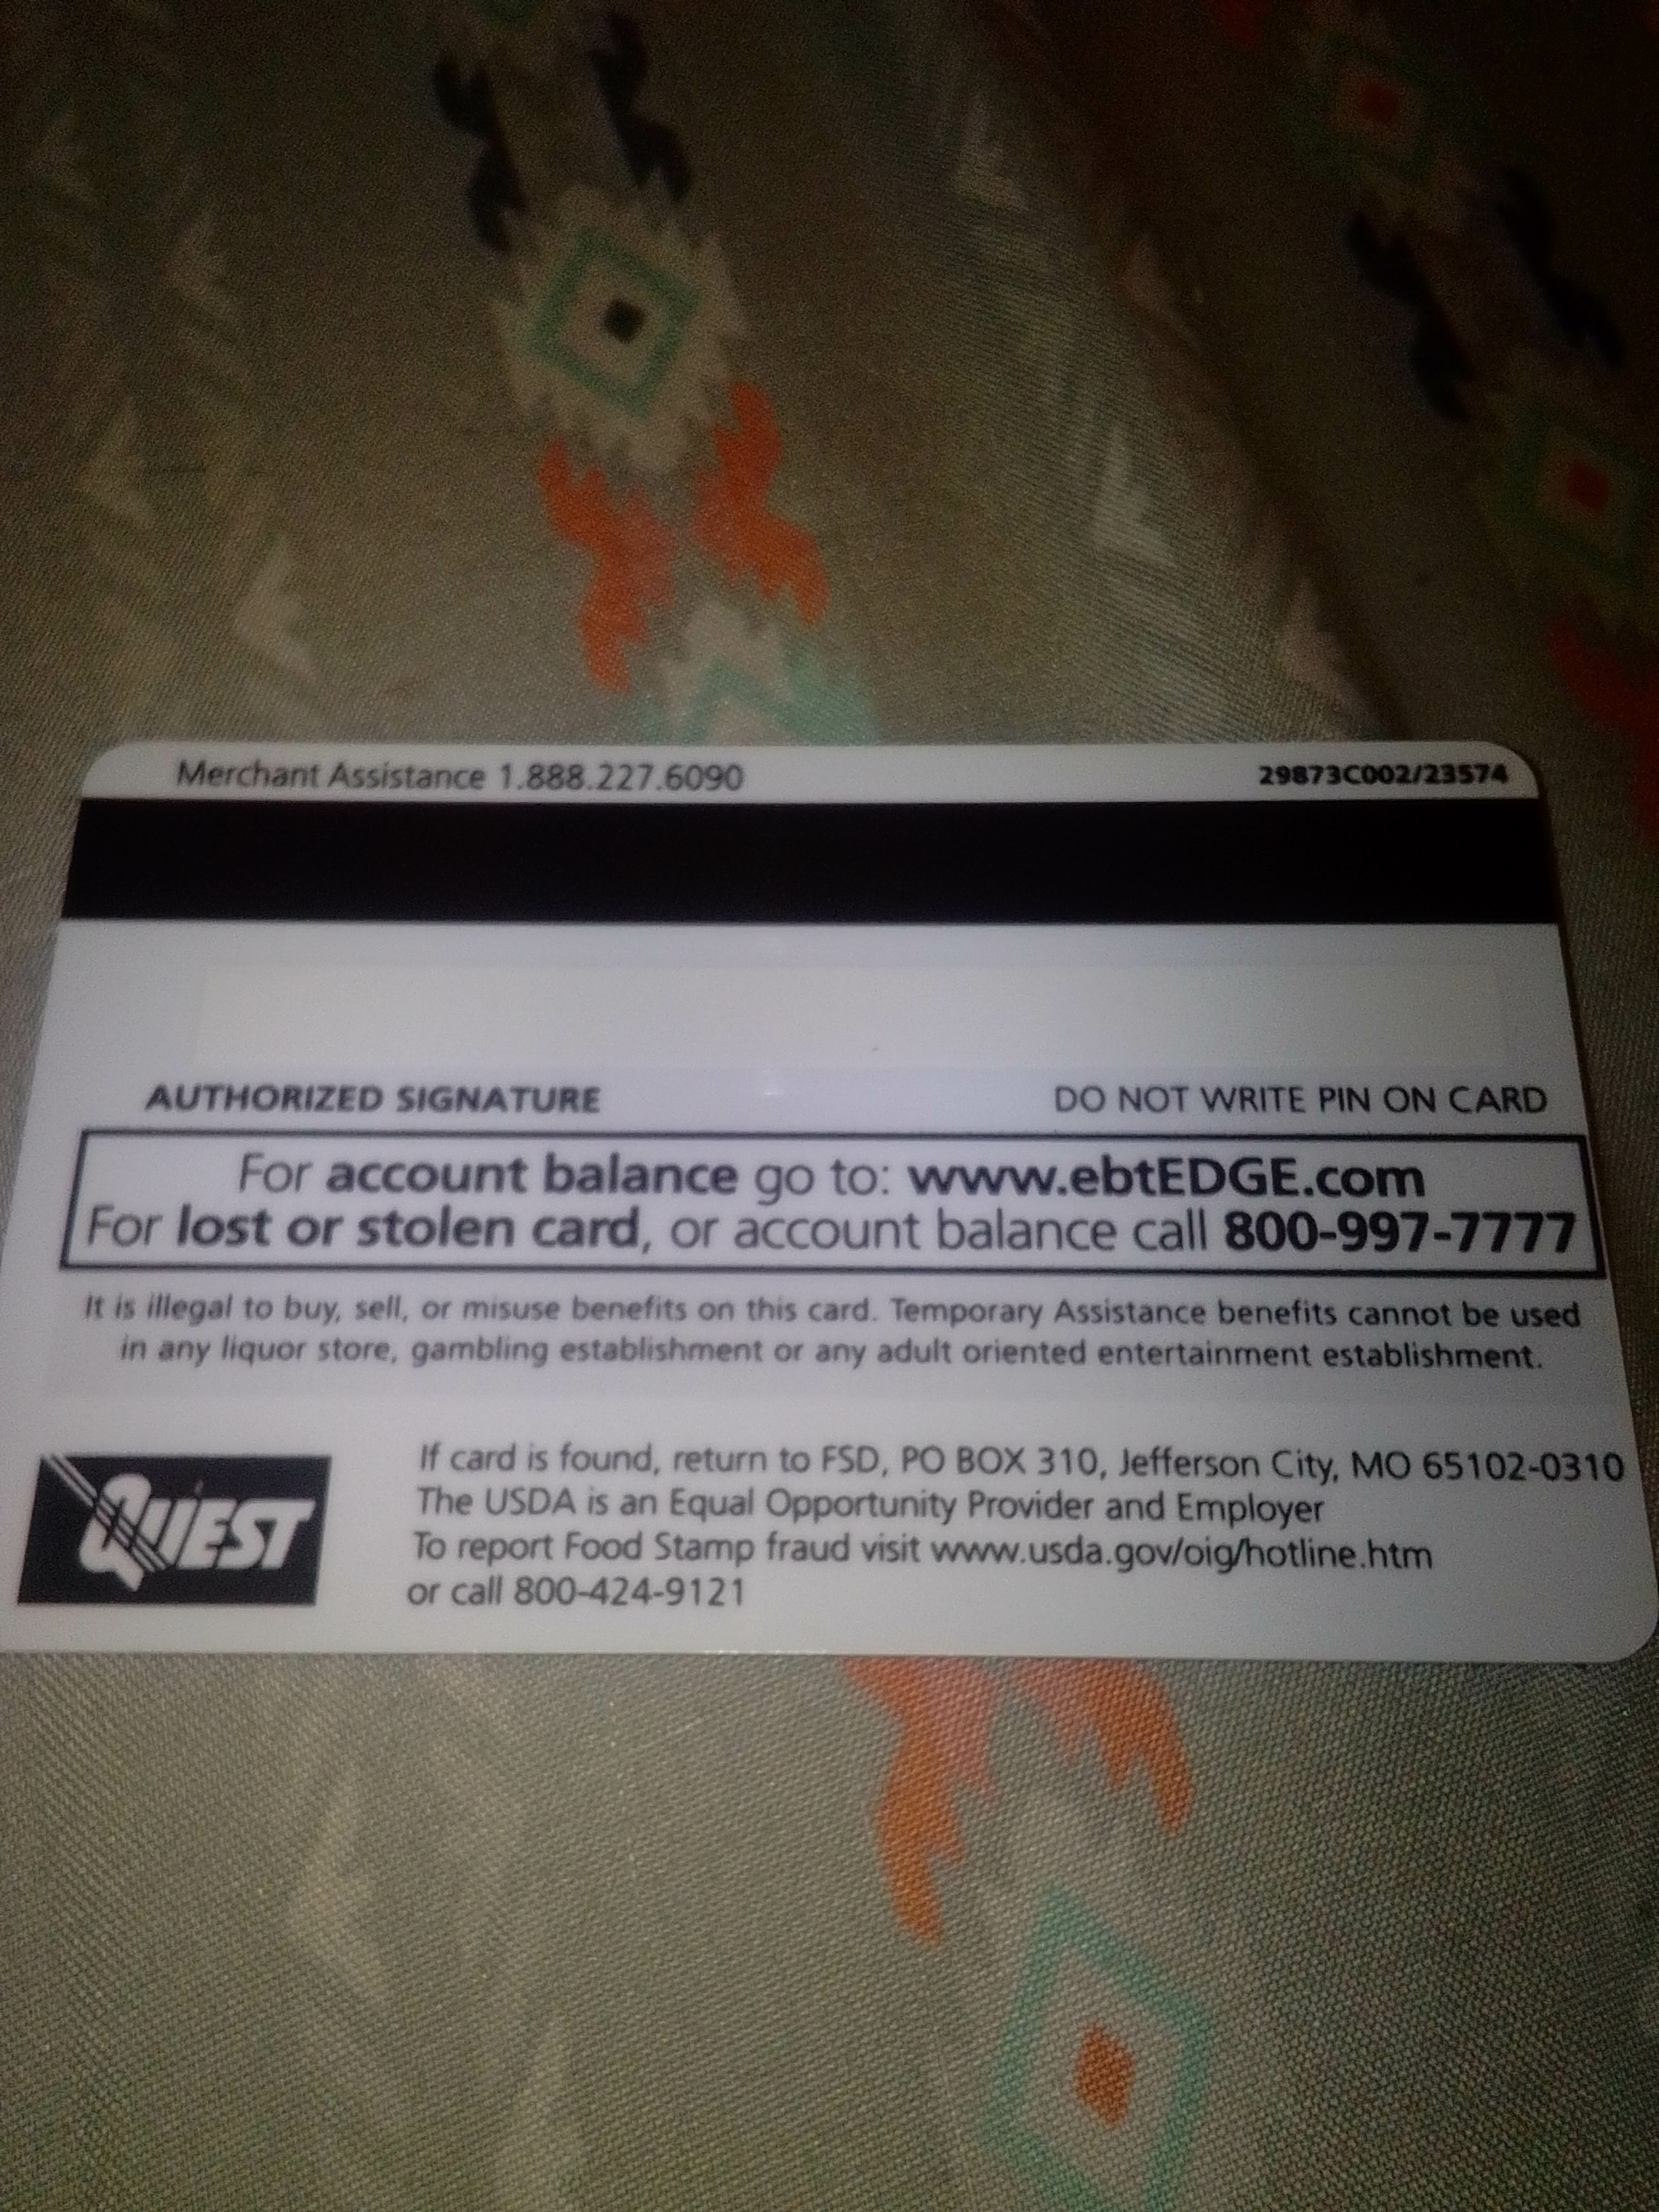 Merchant Assistance 1.888.227.6090 29873C002/23574
AUTHORIZED SIGNATURE DO NOT WRITE PIN ON CARD
For account balance go to: www.ebtEDGE.com
For lost or stolen card, or account balance call 800-997-7777
It is illegal to buy, sell, or misuse benefits on this card. Temporary Assistance benefits cannot be used
in any liquor store, gambling establishment or any adult oriented entertainment establishment.
QUEST
If card is found, return to FSD, PO BOX 310, Jefferson City, MO 65102-0310
The USDA is an Equal Opportunity Provider and Employer
To report Food Stamp fraud visit www.usda.gov/oig/hotline.htm
or call 800-424-9121